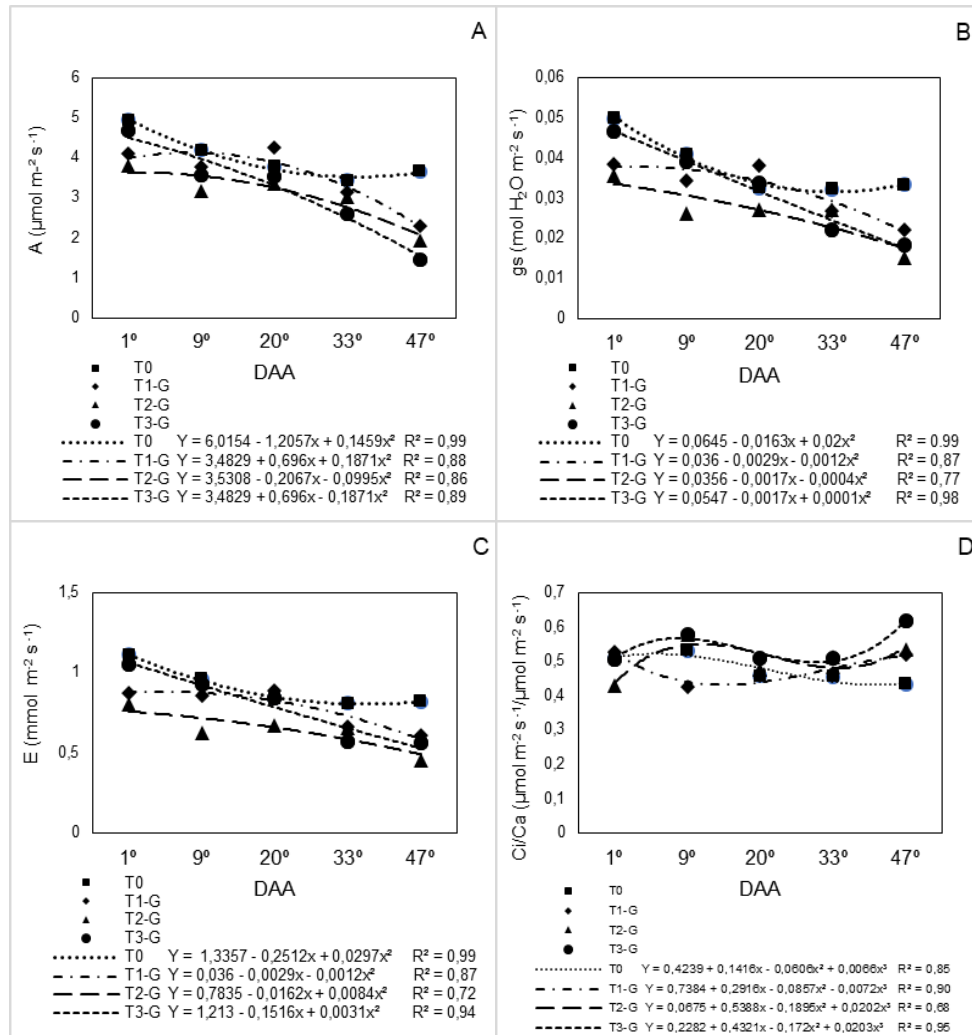 A
A (µmol m-² s -¹)
6
5
4
3
2
1
0
1º 9º 20º 33º 47º
DAA
T0
T1-G
T2-G
T3-G
T0 Y = 6,0154 - 1,2057x + 0,1459x² R² = 0,99
T1-G Y = 3,4829 + 0,696x + 0,1871x² R² = 0,88
T2-G Y = 3,5308 - 0,2067x - 0,0995x² R² = 0,86
T3-G Y = 3,4829 + 0,696x - 0,1871x² R² = 0,89
B
gs (mol H₂O m-² s-¹)
0,06
0,05
0,04
0,03
0,02
0,01
0
1º 9º 20º 33º 47º
DAA
T0
T1-G
T2-G
T3-G
T0 Y = 0,0645 - 0,0163x + 0,02x² R² = 0.99
T1-G Y = 0,036 - 0,0029x - 0,0012x² R² = 0,87
T2-G Y = 0,0356 - 0,0017x - 0,0004x² R² = 0,77
T3-G Y = 0,0547 - 0,0017x + 0,0001x² R² = 0,98
C
E (mmol m-² s-¹)
1,5
1
0,5
0
1º 9º 20º 33º 47º
DAA
T0
T1-G
T2-G
T3-G
T0 Y = 1,3357 - 0,2512x + 0,0297x² R² = 0,99
T1-G Y = 0,036 - 0,0029x - 0,0012x² R² = 0,87
T2-G Y = 0,7835 - 0,0162x + 0,0084x² R² = 0,72
T3-G Y = 1,213 - 0,1516x + 0,0031x² R² = 0,94
D
Ci/Ca (µmol m-² s-¹/µmol m-² s-¹)
0,7
0,6
0,5
0,4
0,3
0,2
0,1
0
1º 9º 20º 33º 47º
DAA
T0
T1-G
T2-G
T3-G
T0 Y = 0,4239 + 0,1416x - 0,0606x² + 0,0066x³ R² = 0,85
T1-G Y = 0,7384 + 0,2916x - 0,0857x² - 0,0072x³ R² = 0,90
T2-G Y = 0,0675 + 0,5388x - 0,1895x² + 0,0202x³ R² = 0,68
T3-G Y = 0,2282 + 0,4321x - 0,172x² + 0,0203x³ R² = 0,95